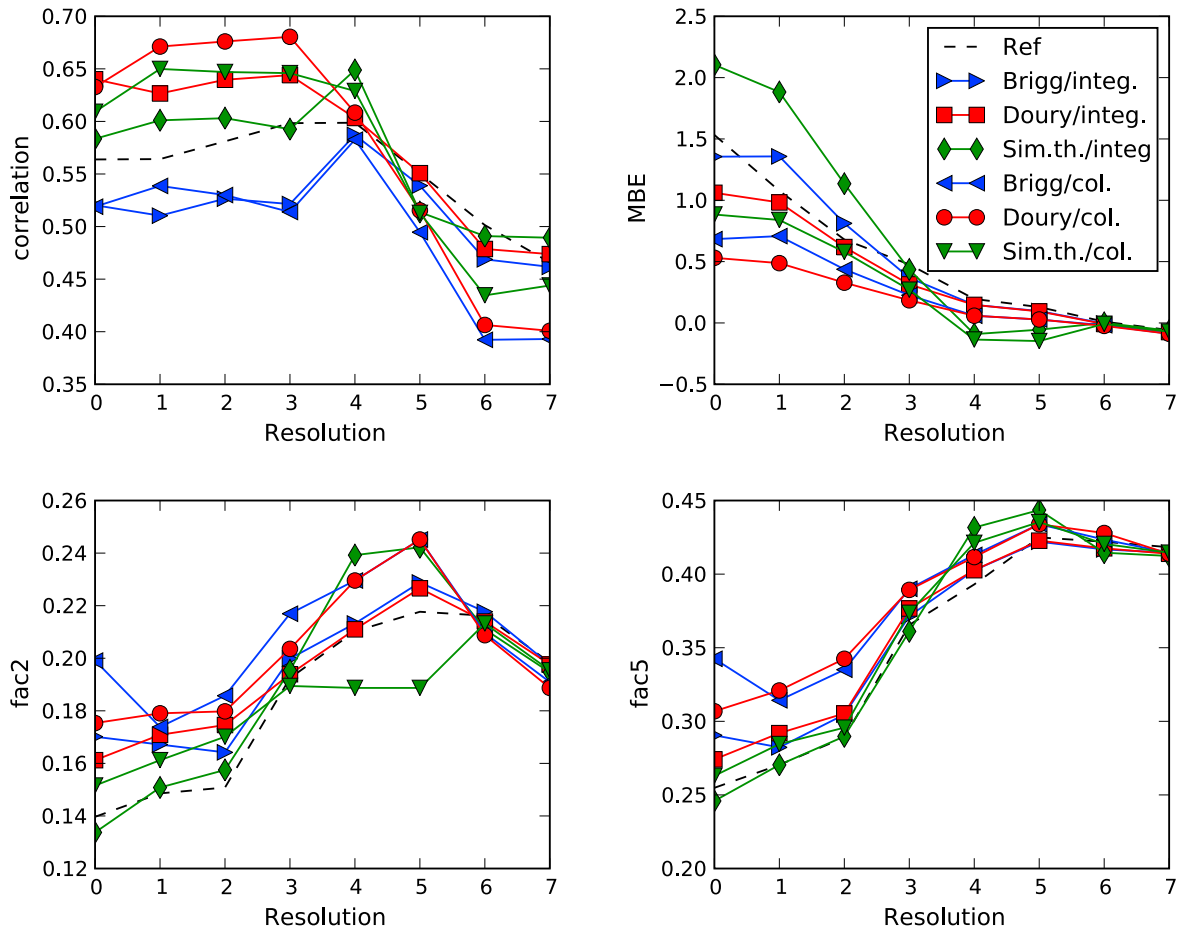 0.70
0.65
0.60
0.55
0.50
0.45
0.40
0.35
correlation
0 1 2 3 4 5 6 7
Resolution
2.5
2.0
1.5
1.0
0.5
0.0
−0.5
MBE
0 1 2 3 4 5 6 7
Resolution
Ref
Brigg/integ.
Doury/integ.
Sim.th./integ
Brigg/col.
Doury/col.
Sim.th./col.
0.26
0.24
0.22
0.20
0.18
0.16
0.14
0.12
fac2
0 1 2 3 4 5 6 7
Resolution
0.45
0.40
0.35
0.30
0.25
0.20
fac5
0 1 2 3 4 5 6 7
Resolution